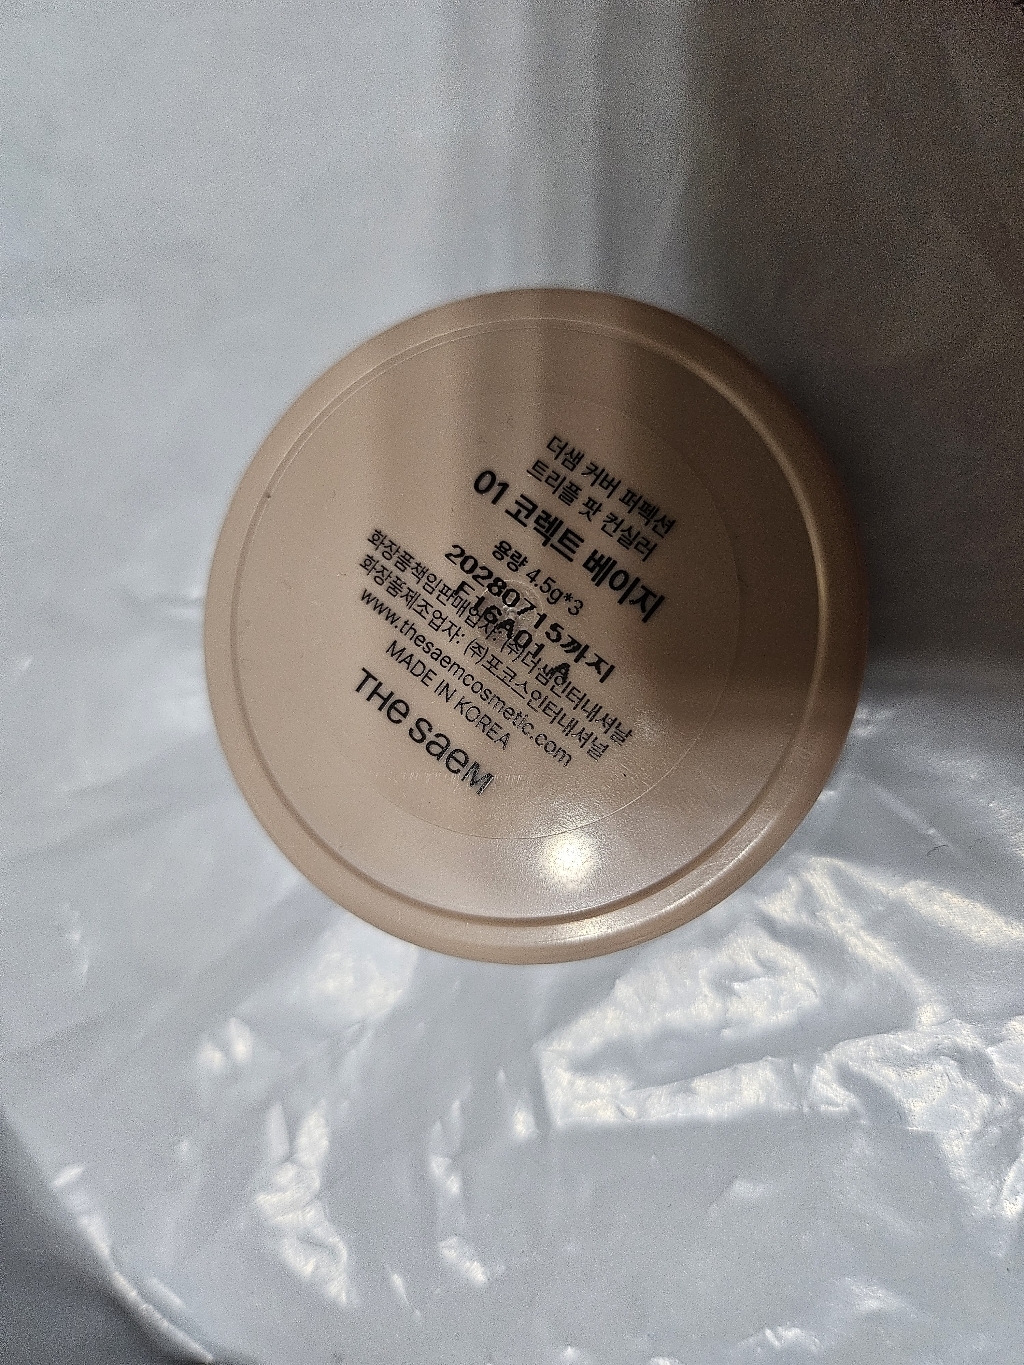 더샘 커버 퍼펙션
트리플 팟 컨실러
01 코렉트 베이지
용량 4.5g*3
20280715까지
F16A01 A
화장품책임판매업자: (주)더샘인터내셔날
화장품제조업자: (주)포코스인터내셔널
www.thesaemcosmetic.com
MADE IN KOREA
THe saeM